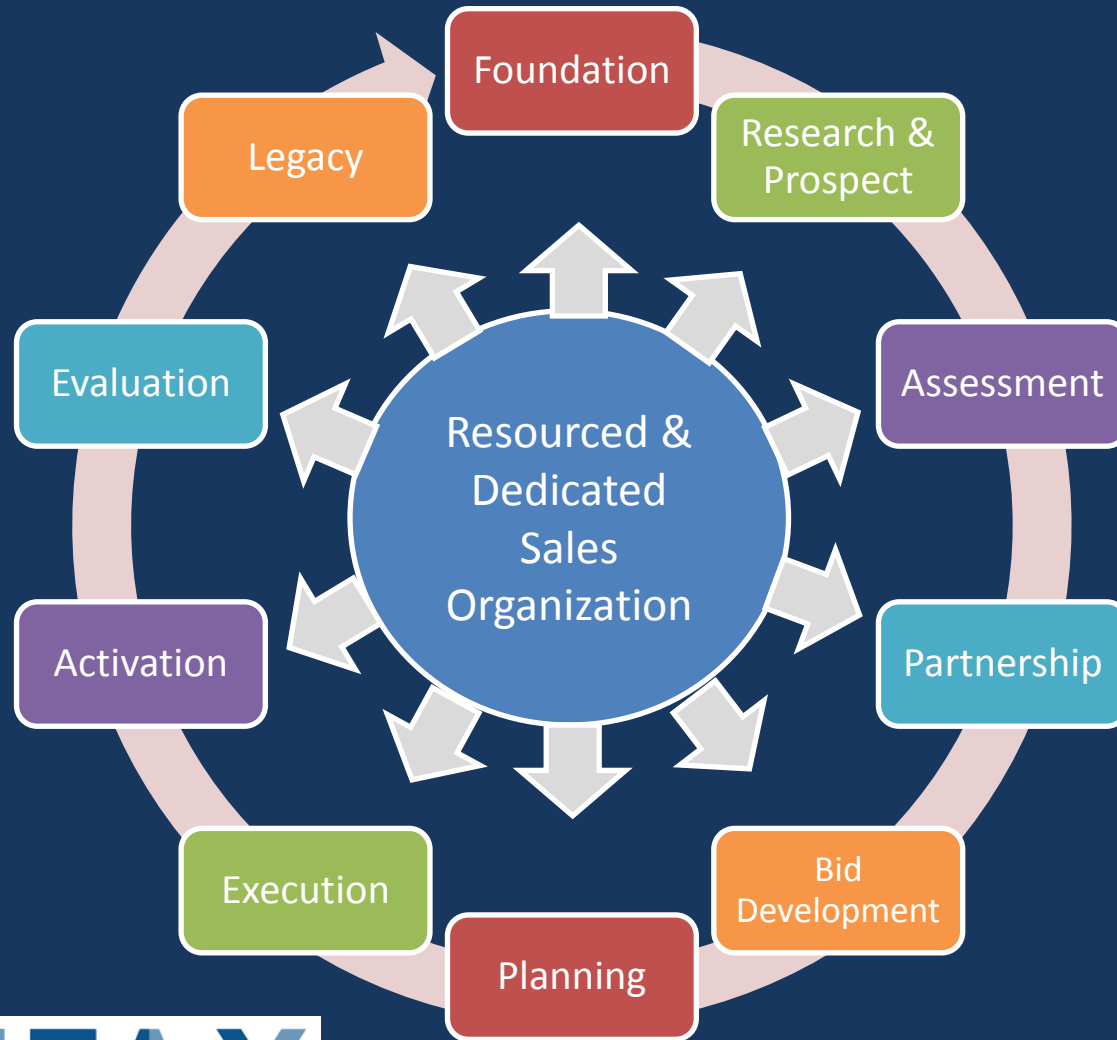 Foundation
Research &
Prospect
Assessment
Partnership
Bid
Development
Planning
Execution
Activation
Evaluation
Legacy
Resourced &
Dedicated
Sales
Organization